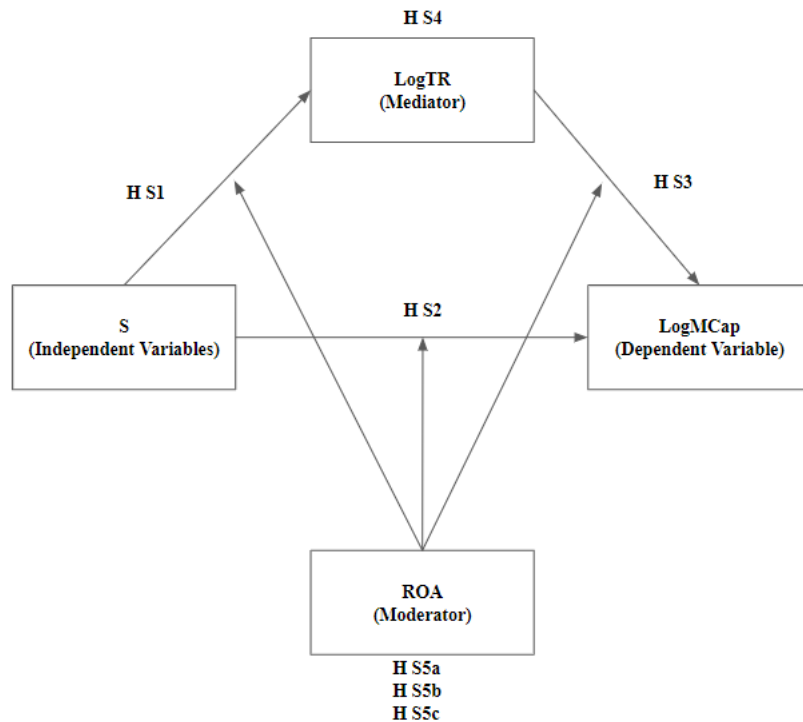 H S4
LogTR
(Mediator)
H S1
H S3
S
(Independent Variables)
H S2
LogMCap
(Dependent Variable)
ROA
(Moderator)
H S5a
H S5b
H S5c